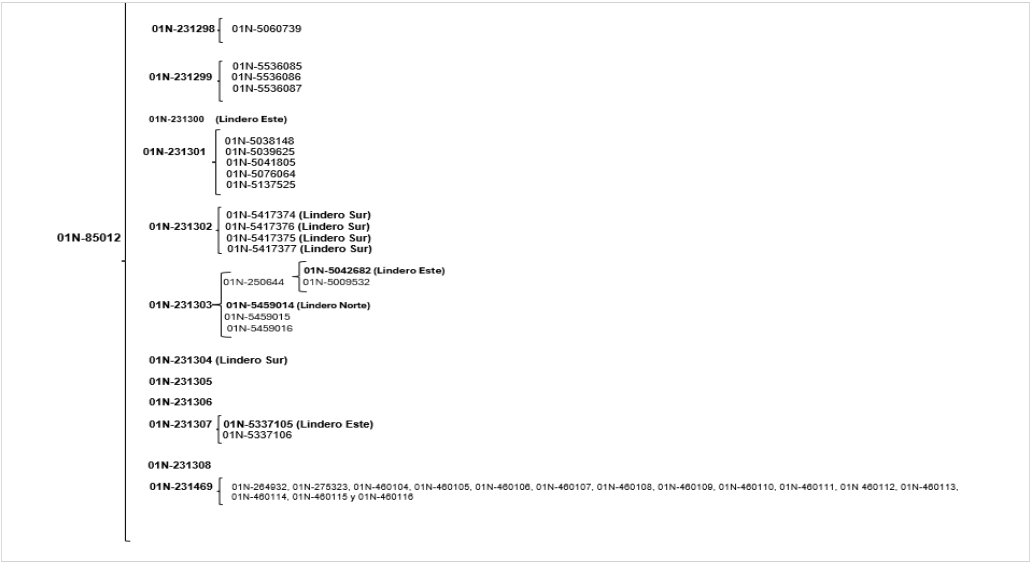 01N-231298 01N-5060739
01N-5536085
01N-231299 01N-5536086
01N-5536087
01N-231300 (Lindero Este)
01N-5038148
01N-231301 01N-5039625
01N-5041805
01N-5076064
01N-5137525
01N-5417374 (Lindero Sur)
01N-231302 01N-5417376 (Lindero Sur)
01N-85012 01N-5417375 (Lindero Sur)
01N-5417377 (Lindero Sur)
01N-5042682 (Lindero Este)
01N-250644 01N-5009532
01N-231303 01N-5459014 (Lindero Norte)
01N-5459015
01N-5459016
01N-231304 (Lindero Sur)
01N-231305
01N-231306
01N-231307 01N-5337105 (Lindero Este)
01N-5337106
01N-231308
01N-231469 01N-264932, 01N-275323, 01N-460104, 01N-460105, 01N-460106, 01N-460107, 01N-460108, 01N-460109, 01N-460110, 01N-460111, 01N 460112, 01N-460113,
01N-460114, 01N-460115 y 01N-460116